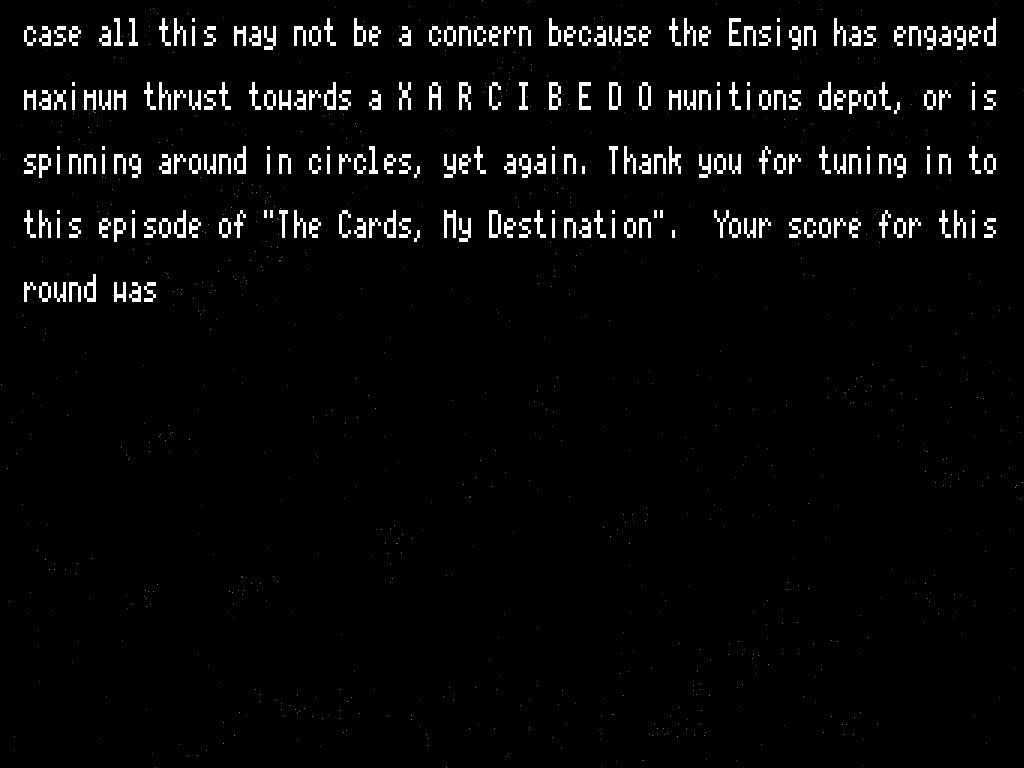 case all this may not be a concern because the Ensign has engaged
maximum thrust towards a X A R C I B E D O munitions depot, or is
spinning around in circles, yet again. Thank you for tuning in to
this episode of "The Cards, My Destination".  Your score for this
round was